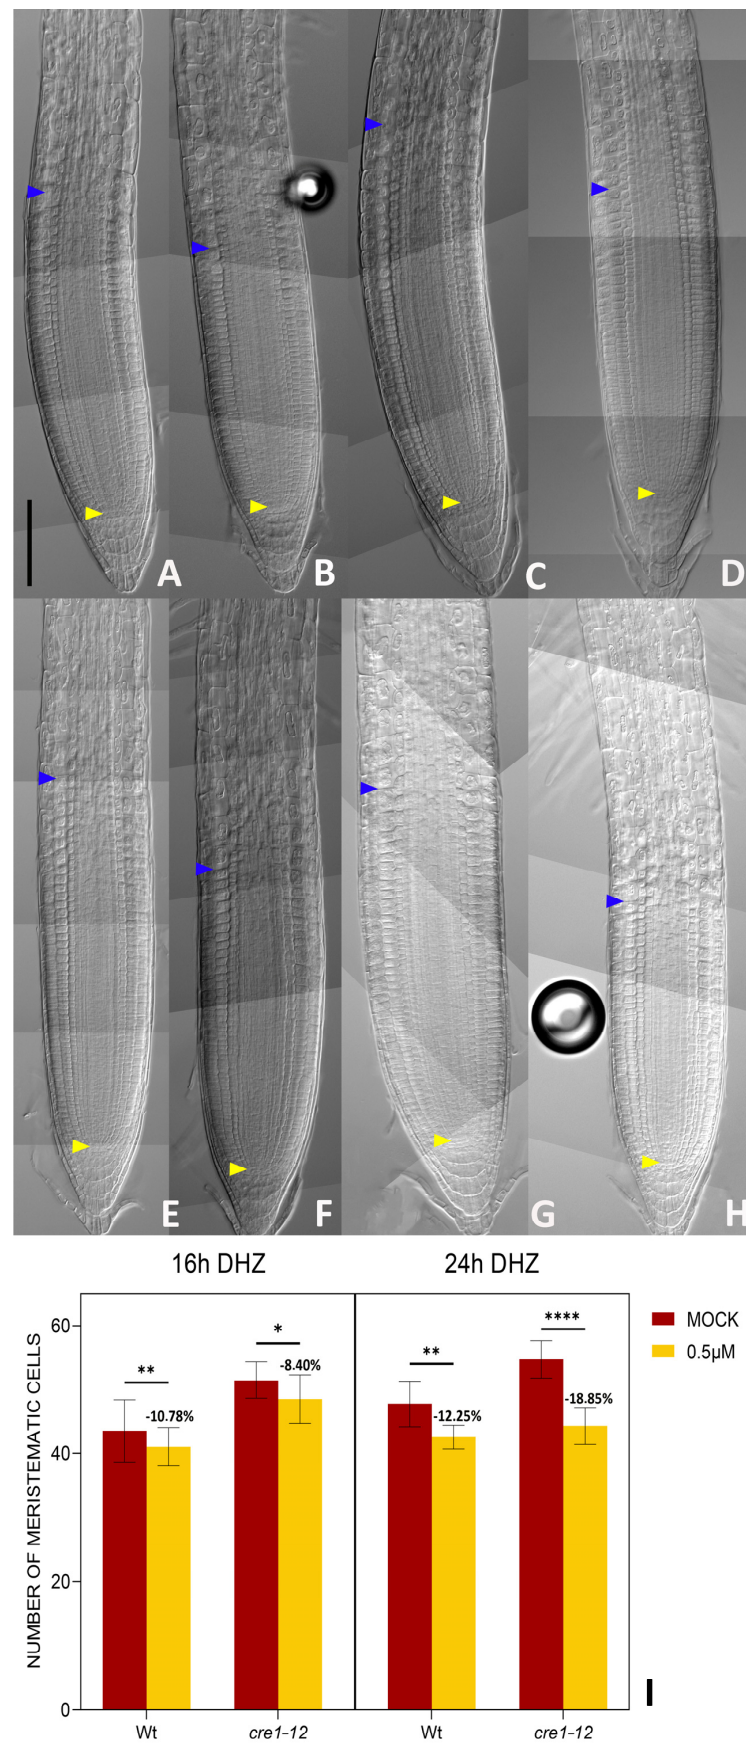 A B C D
E F G H
16h DHZ 24h DHZ
NUMBER OF MERISTEMATIC CELLS
60
40
20
0
** -10.78%
* -8.40%
** -12.25%
**** -18.85%
MOCK
0.5µM
Wt cre1-12 Wt cre1-12
I